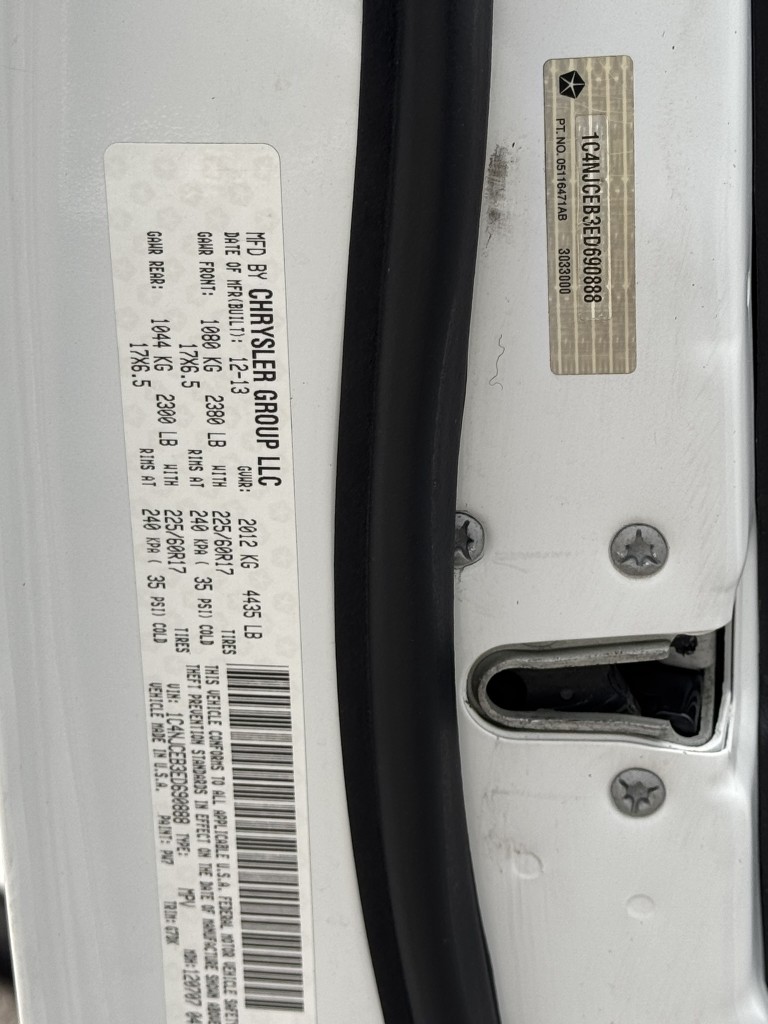 1C4NJCEB3ED690888
PT. NO. 05116471AB 3033000
MFD BY CHRYSLER GROUP LLC
DATE OF MFR(BUILT): 12-13 GVWR: 2012 KG 4435 LB
GAWR FRONT: 1080 KG 2380 LB WITH 225/60R17 TIRES
17X6.5 RIMS AT 240 KPA ( 35 PSI) COLD
GAWR REAR: 1044 KG 2300 LB WITH 225/60R17 TIRES
17X6.5 RIMS AT 240 KPA ( 35 PSI) COLD
THIS VEHICLE CONFORMS TO ALL APPLICABLE U.S.A. FEDERAL MOTOR VEHICLE SAFETY
THEFT PREVENTION STANDARDS IN EFFECT ON THE DATE OF MANUFACTURE SHOWN ABOVE
VIN: 1C4NJCEB3ED690888 TYPE: MPV MDH: 120707 04
VEHICLE MADE IN U.S.A. PAINT: PW7 TRIM: G7DK